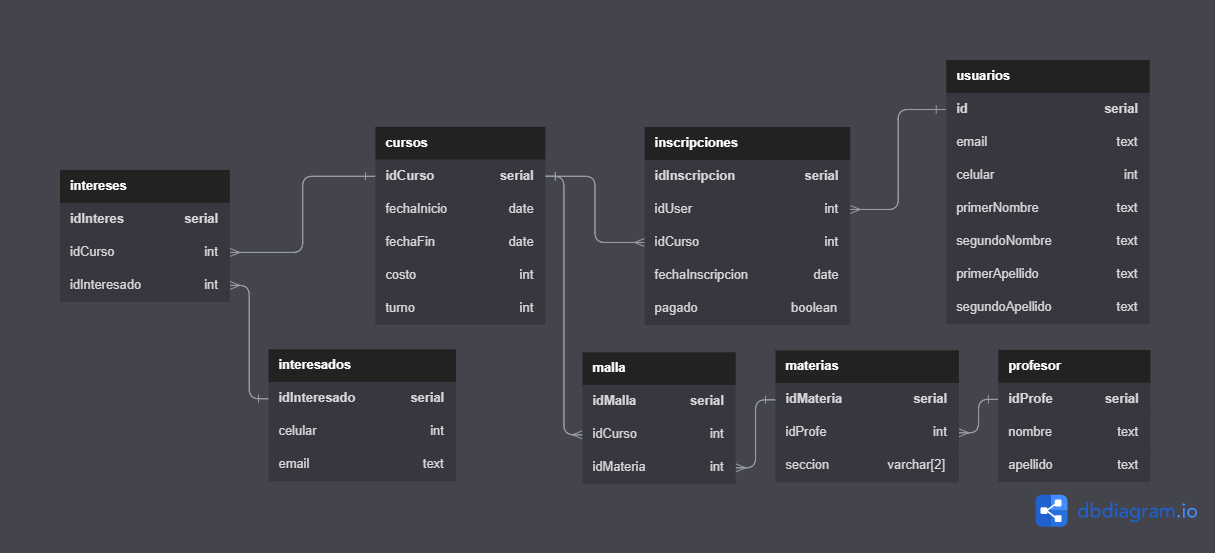 intereses
idInteres serial
idCurso int
idInteresado int
cursos
idCurso serial
fechaInicio date
fechaFin date
costo int
turno int
inscripciones
idInscripcion serial
idUser int
idCurso int
fechaInscripcion date
pagado boolean
usuarios
id serial
email text
celular int
primerNombre text
segundoNombre text
primerApellido text
segundoApellido text
interesados
idInteresado serial
celular int
email text
malla
idMalla serial
idCurso int
idMateria int
materias
idMateria serial
idProfe int
seccion varchar[2]
profesor
idProfe serial
nombre text
apellido text
dbdiagram.io